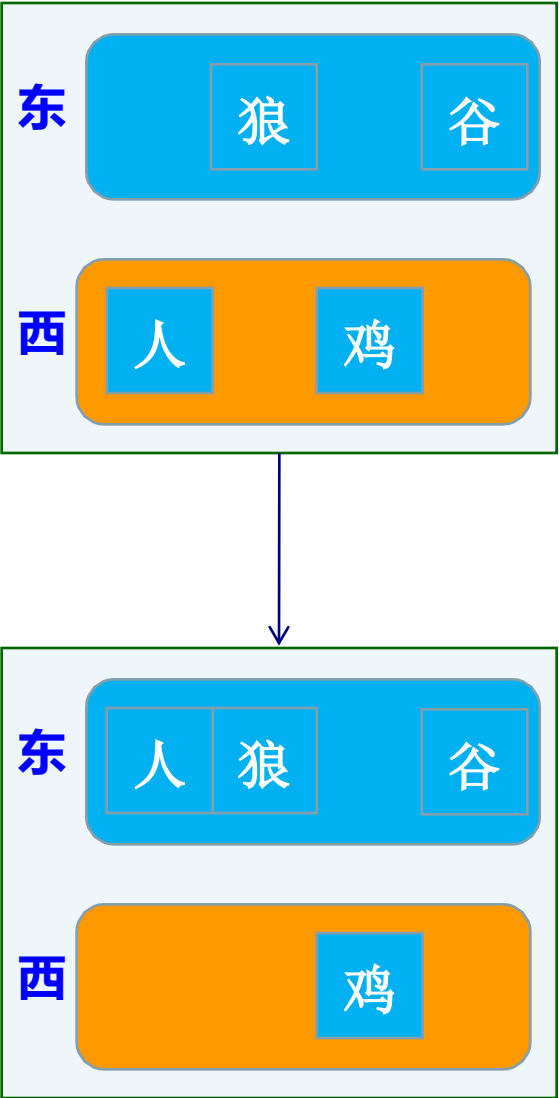 东 狼 谷
西 人 鸡
东 人 狼 谷
西 鸡